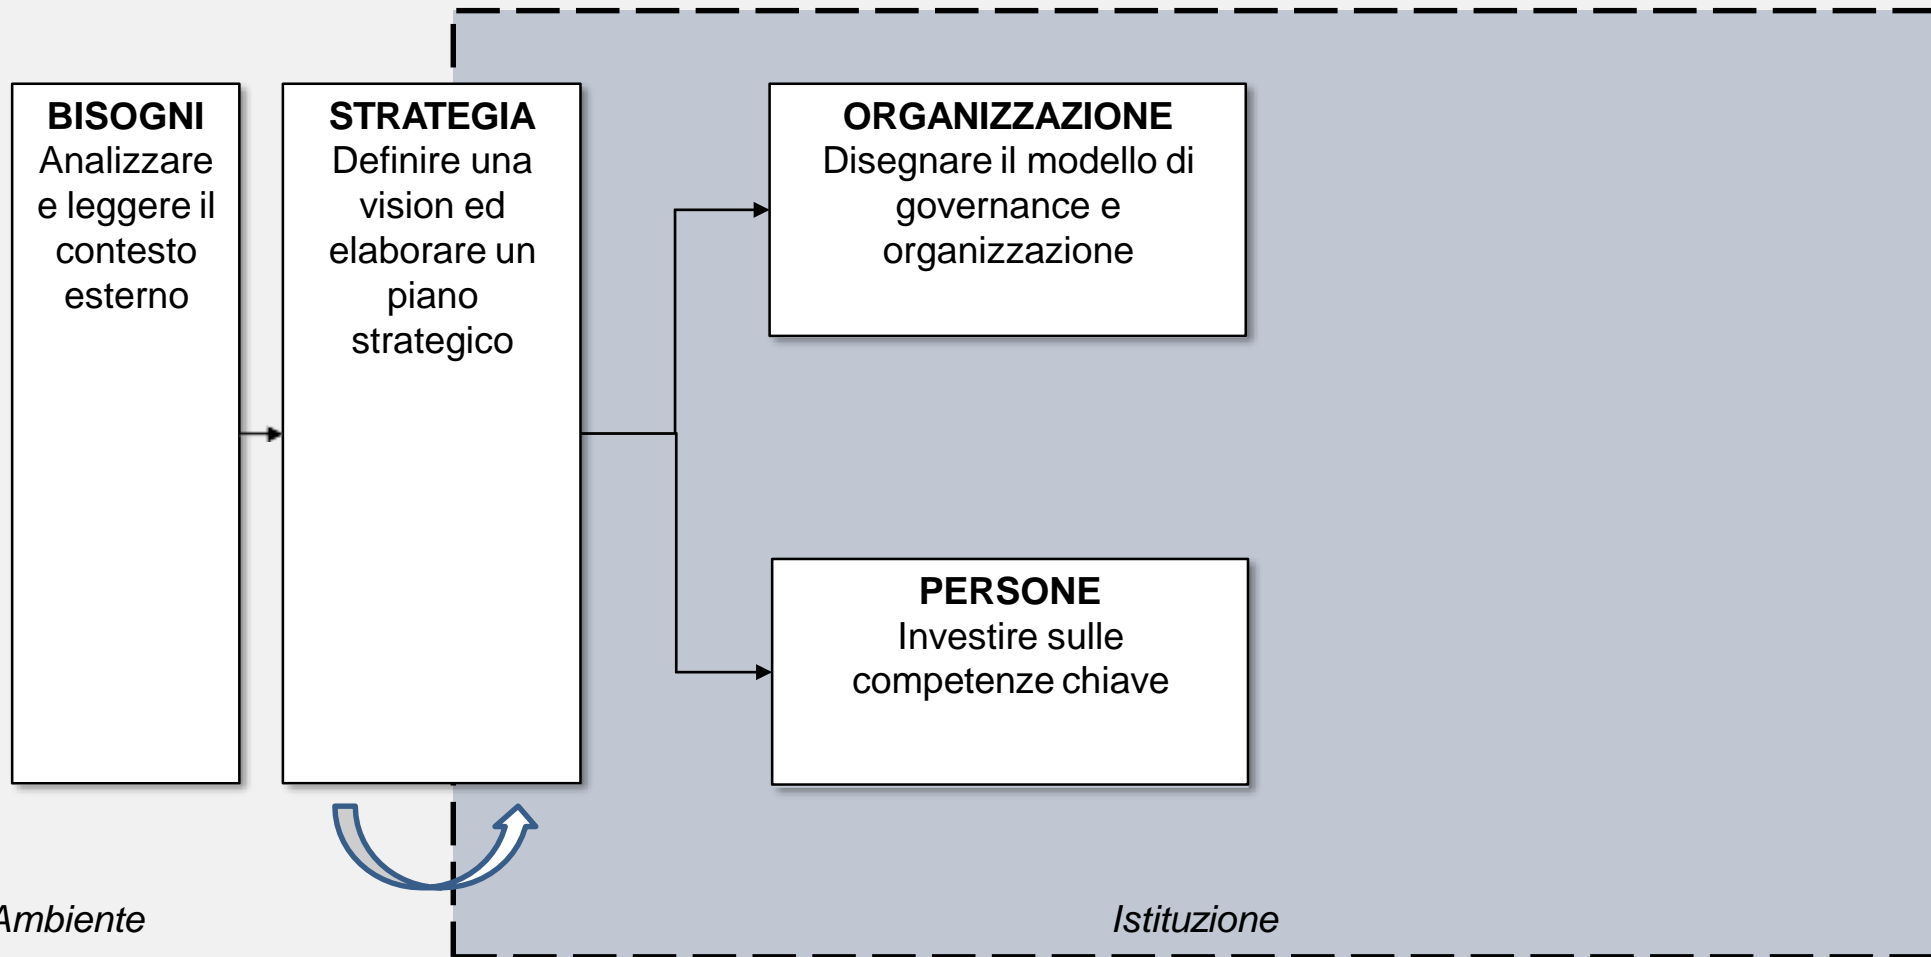 BISOGNI
Analizzare
e leggere il
contesto
esterno
STRATEGIA
Definire una
vision ed
elaborare un
piano
strategico
ORGANIZZAZIONE
Disegnare il modello di
governance e
organizzazione
PERSONE
Investire sulle
competenze chiave
Ambiente
Istituzione